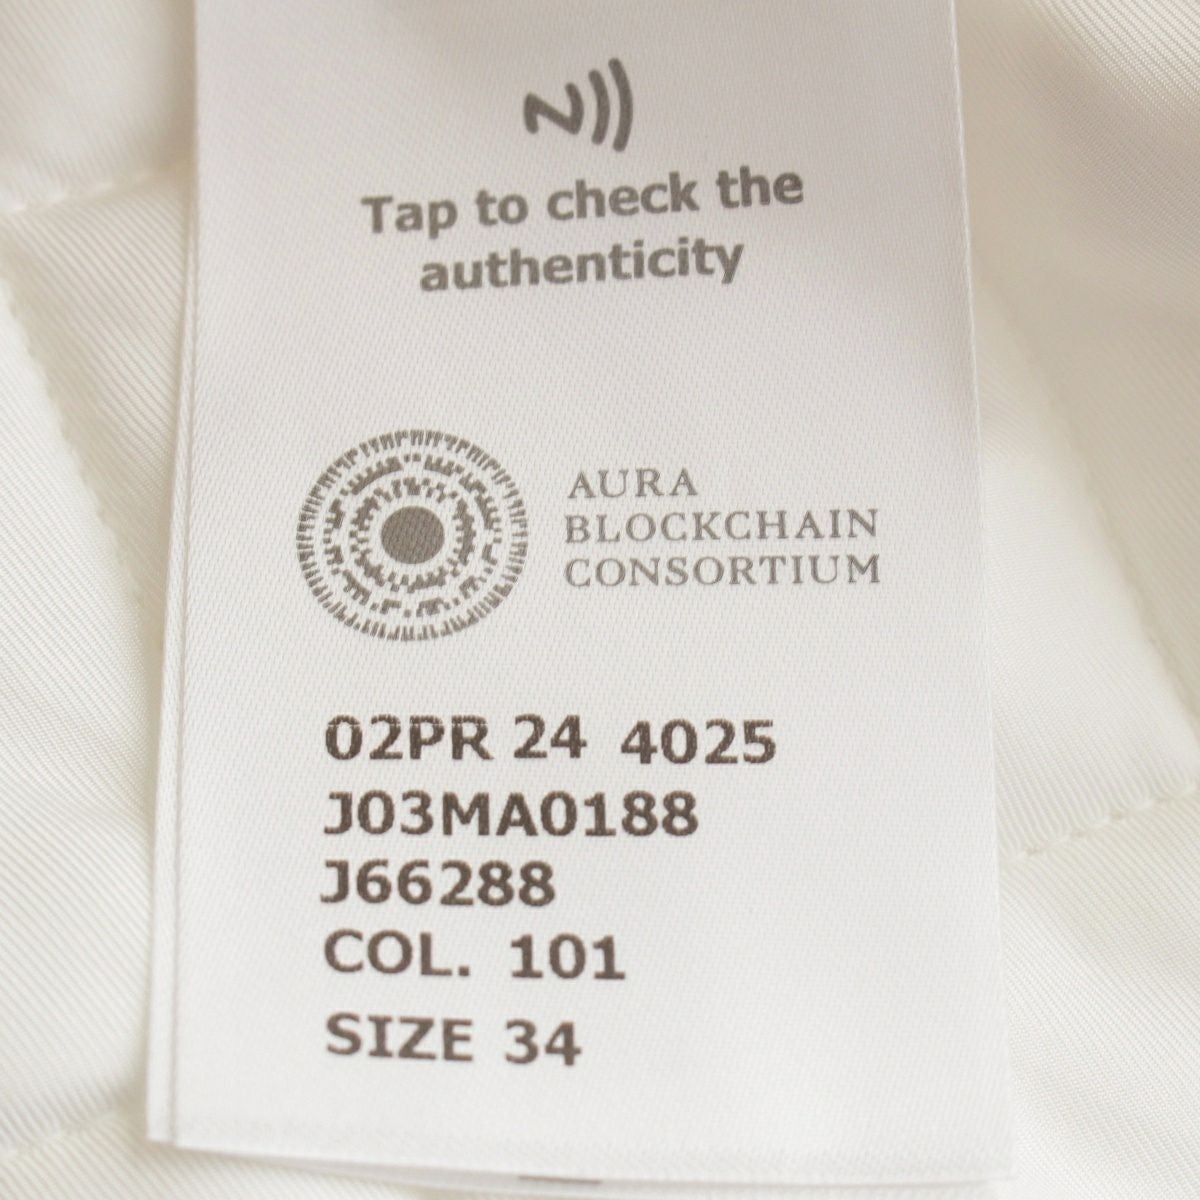 Tap to check the
authenticity
AURA
BLOCKCHAIN
CONSORTIUM
02PR 24 4025
J03MA0188
J66288
COL. 101
SIZE 34